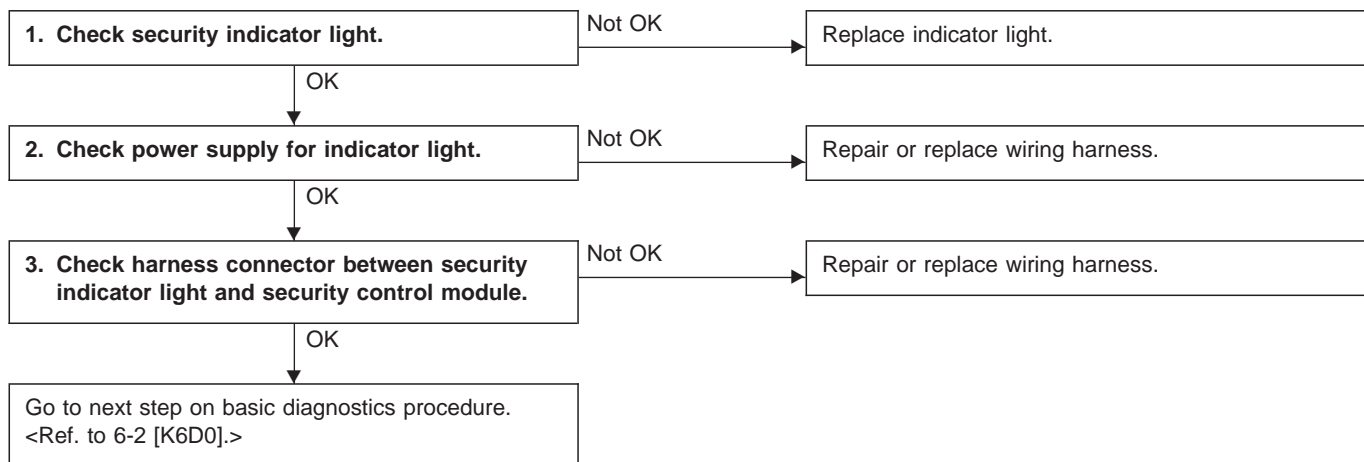 1. Check security indicator light.
Not OK
Replace indicator light.
OK
2. Check power supply for indicator light.
Not OK
Repair or replace wiring harness.
OK
3. Check harness connector between security
indicator light and security control module.
Not OK
Repair or replace wiring harness.
OK
Go to next step on basic diagnostics procedure.
<Ref. to 6-2 [K6D0].>